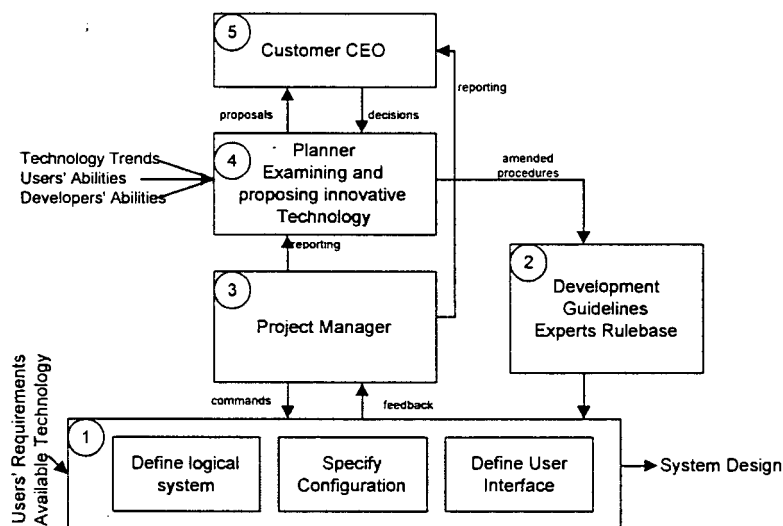 5
Customer CEO
reporting
proposals
decisions
4
Planner
Examining and
proposing innovative
Technology
Technology Trends
Users' Abilities
Developers' Abilities
amended
procedures
reporting
3
Project Manager
2
Development
Guidelines
Experts Rulebase
commands
feedback
Users' Requirements
Available Technology
1
Define logical
system
Specify
Configuration
Define User
Interface
System Design